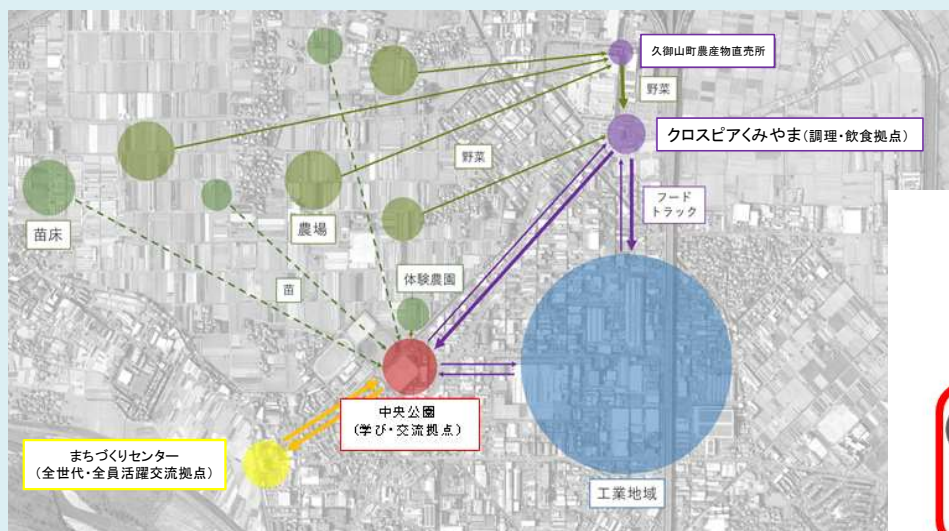 久御山町農産物直売所
野菜
クロスピアくみやま(調理・飲食拠点)
野菜
フード
トラック
苗床
農場
苗
体験農園
中央公園
(学び・交流拠点)
まちづくりセンター
(全世代・全員活躍交流拠点)
工業地域